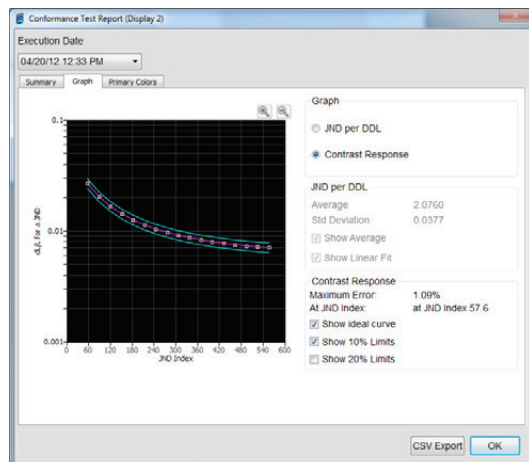 Conformance Test Report (Display 2)
Execution Date
04/20/12 12.33 PM
Summary
Graph
Primary Colors
0.1
0.01
0.001
dL/L for a JND
0 60 120 180 240 300 360 420 480 540 600
JND Index
Graph
JND per DDL
Contrast Response
JND per DDL
Average 2.0760
Std Deviation 0.0377
Show Average
Show Linear Fit
Contrast Response
Maximum Error: 1.09%
At JND Index: at JND Index 57.6
Show ideal curve
Show 10% Limits
Show 20% Limits
CSV Export
OK